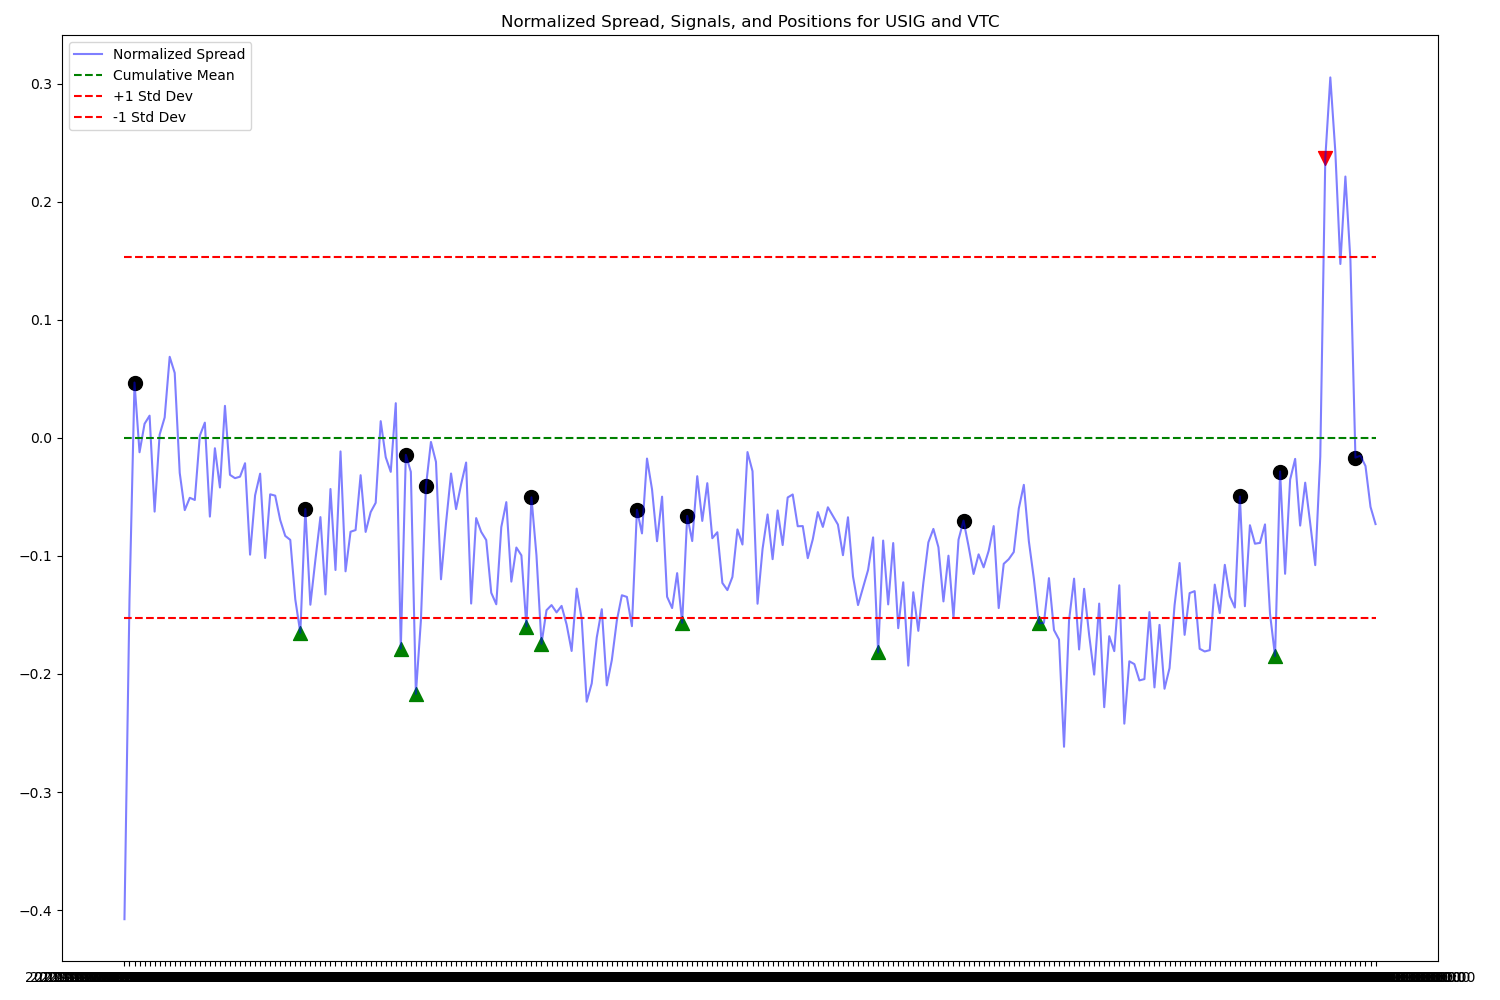 Normalized Spread, Signals, and Positions for USIG and VTC
Normalized Spread
Cumulative Mean
+1 Std Dev
-1 Std Dev
0.3
0.2
0.1
0.0
−0.1
−0.2
−0.3
−0.4